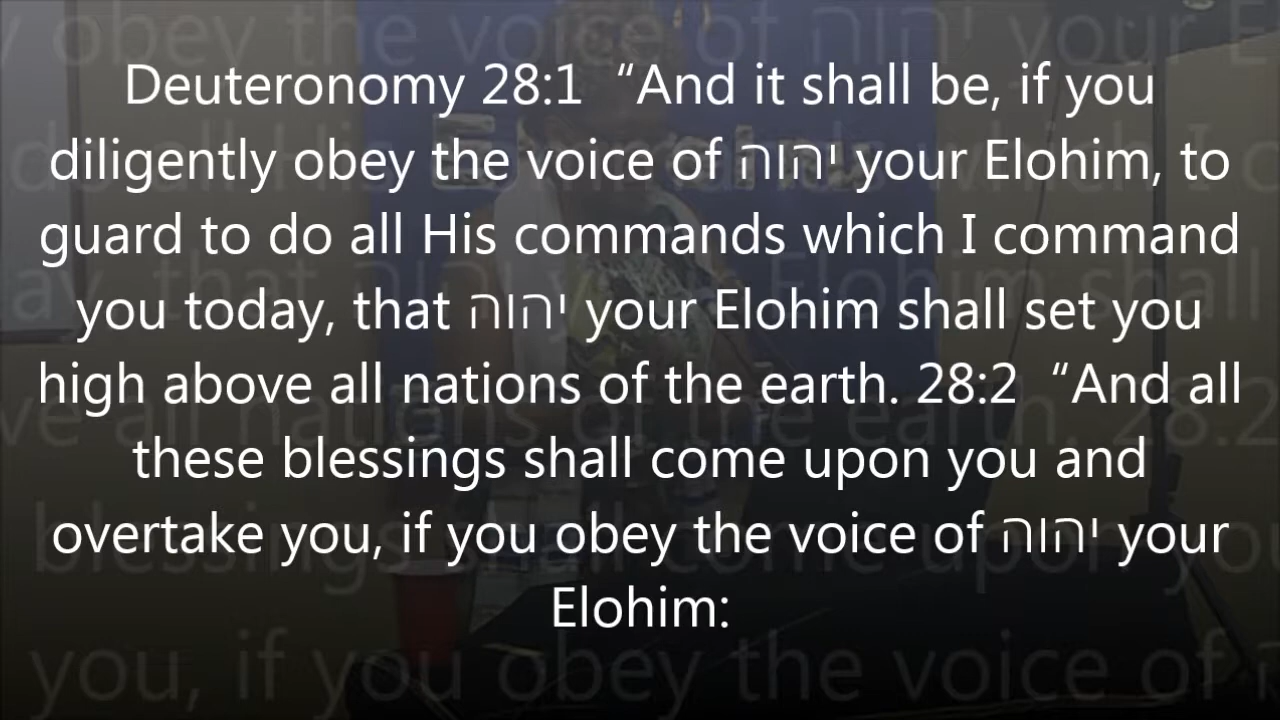 Deuteronomy 28:1 “And it shall be, if you
diligently obey the voice of יהוה your Elohim, to
guard to do all His commands which I command
you today, that יהוה your Elohim shall set you
high above all nations of the earth. 28:2 “And all
these blessings shall come upon you and
overtake you, if you obey the voice of יהוה your
Elohim: